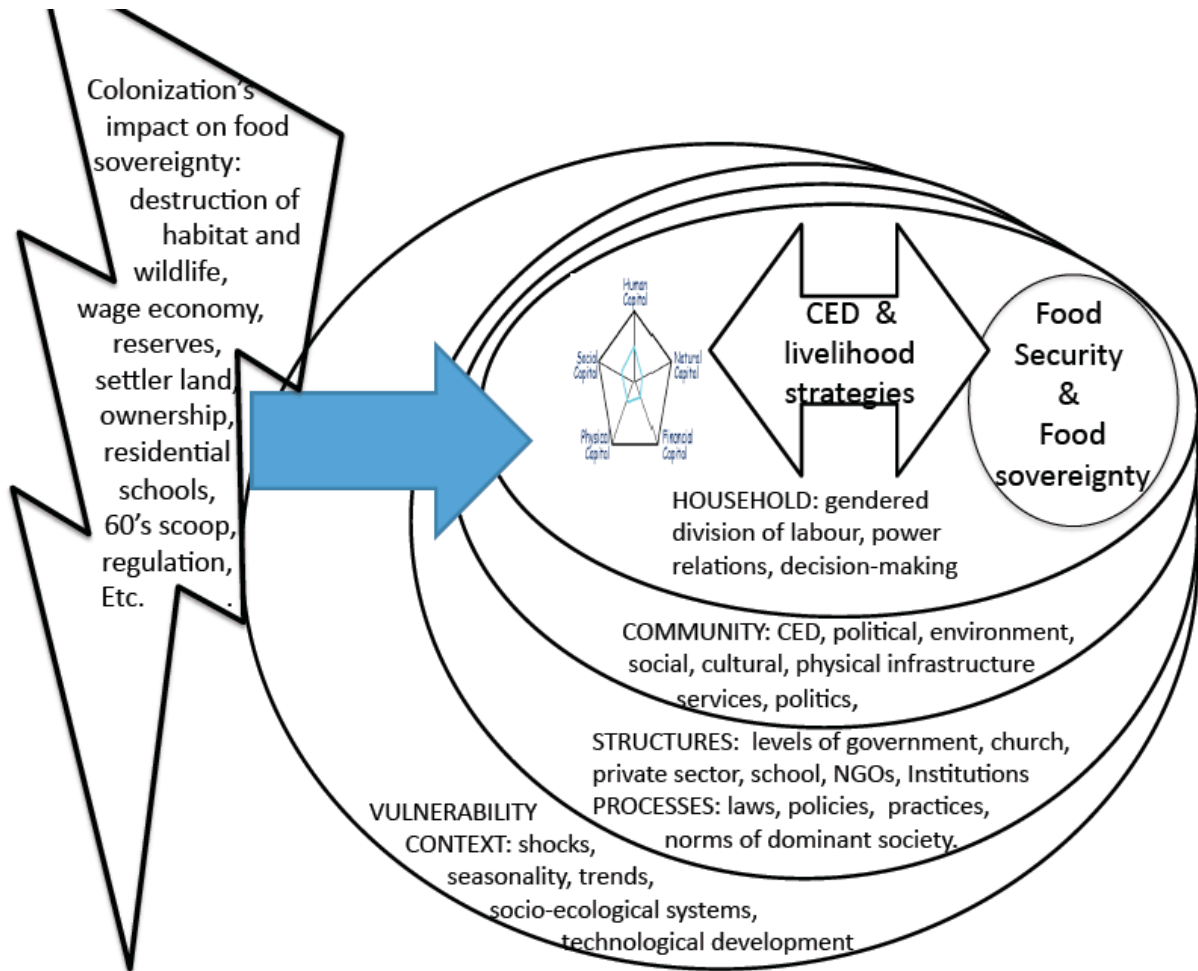 Colonization's
impact on food
sovereignty:
destruction of
habitat and
wildlife,
wage economy,
reserves,
settler land
ownership,
residential
schools,
60's scoop,
regulation,
Etc. .
Human
Capital
Social
Capital
Natural
Capital
Physical
Capital
Financial
Capital
CED &
livelihood
strategies
Food
Security
&
Food
sovereignty
HOUSEHOLD: gendered
division of labour, power
relations, decision-making
COMMUNITY: CED, political, environment,
social, cultural, physical infrastructure
services, politics,
STRUCTURES: levels of government, church,
private sector, school, NGOs, Institutions
PROCESSES: laws, policies, practices,
norms of dominant society.
VULNERABILITY
CONTEXT: shocks,
seasonality, trends,
socio-ecological systems,
technological development